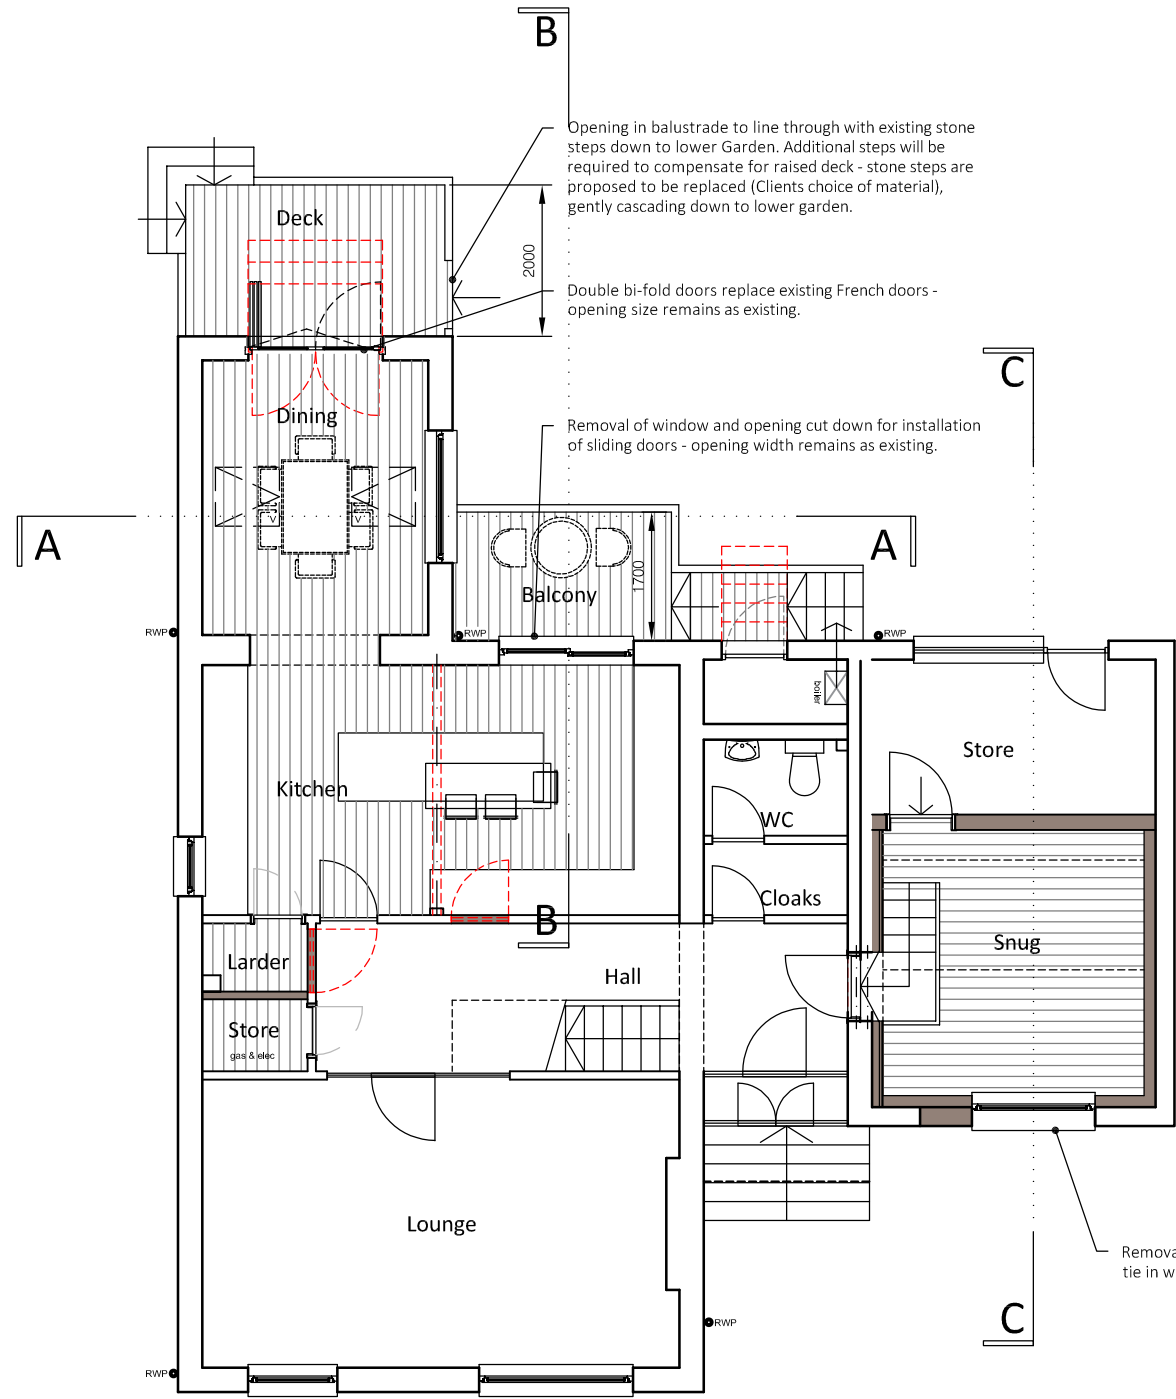 B
Opening in balustrade to line through with existing stone
steps down to lower Garden. Additional steps will be
required to compensate for raised deck - stone steps are
proposed to be replaced (Clients choice of material),
gently cascading down to lower garden.
Deck
2000
Double bi-fold doors replace existing French doors -
opening size remains as existing.
C
Dining
Removal of window and opening cut down for installation
of sliding doors - opening width remains as existing.
V
V
A
A
1700
Balcony
RWP
RWP
RWP
boiler
Store
Kitchen
WC
Cloaks
B
Snug
Larder
Hall
Store
gas & elec
Lounge
tie in w
C
RWP
RWP